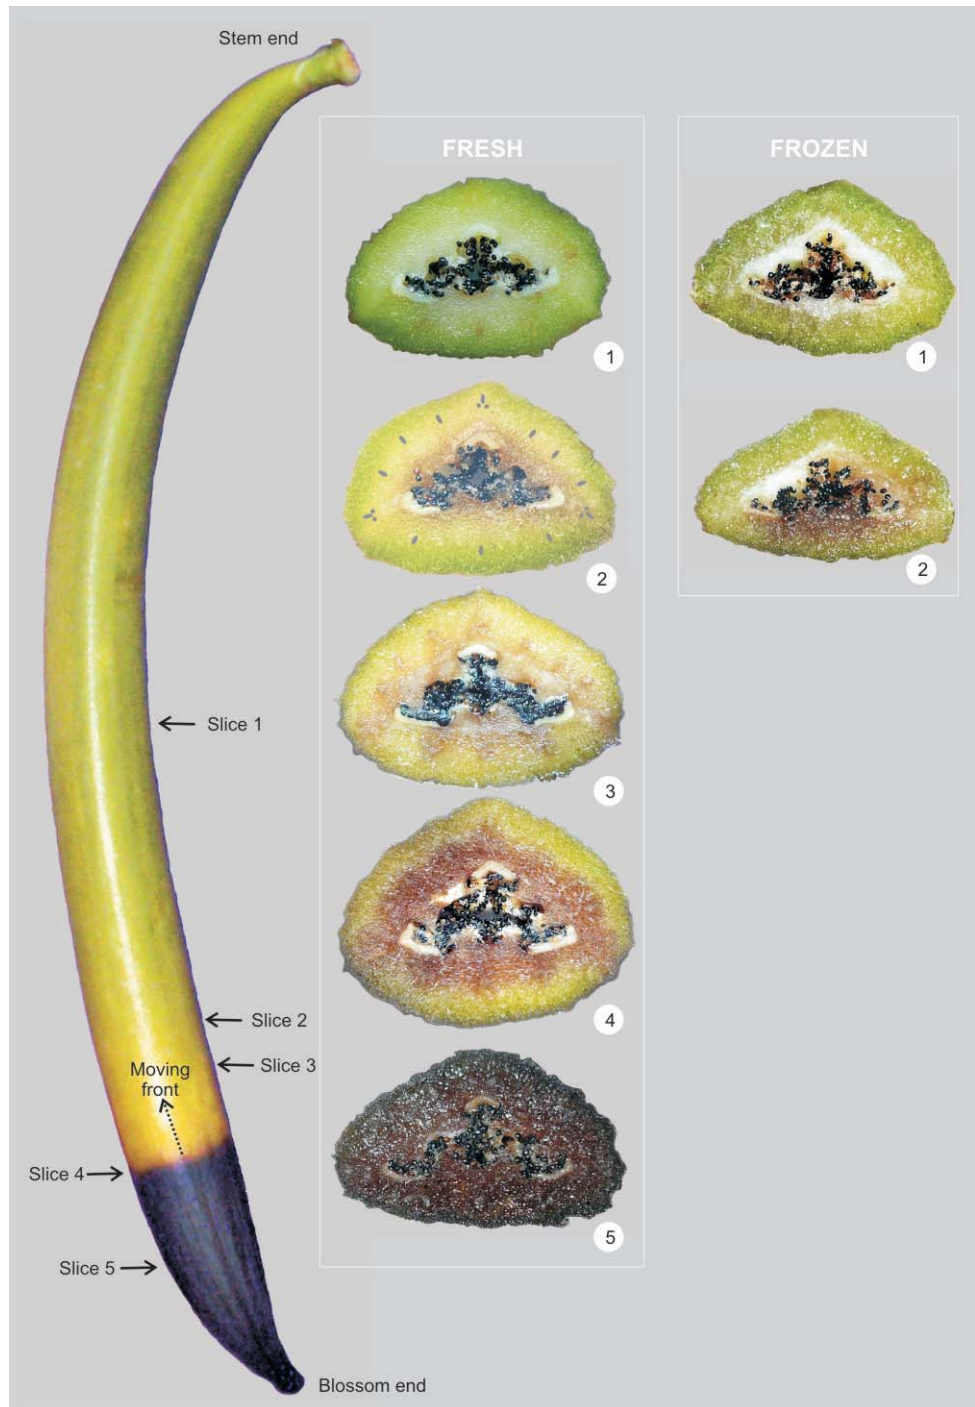 Stem end
FRESH
FROZEN
1
1
2
2
3
4
5
Slice 1
Slice 2
Slice 3
Moving
front
Slice 4
Slice 5
Blossom end